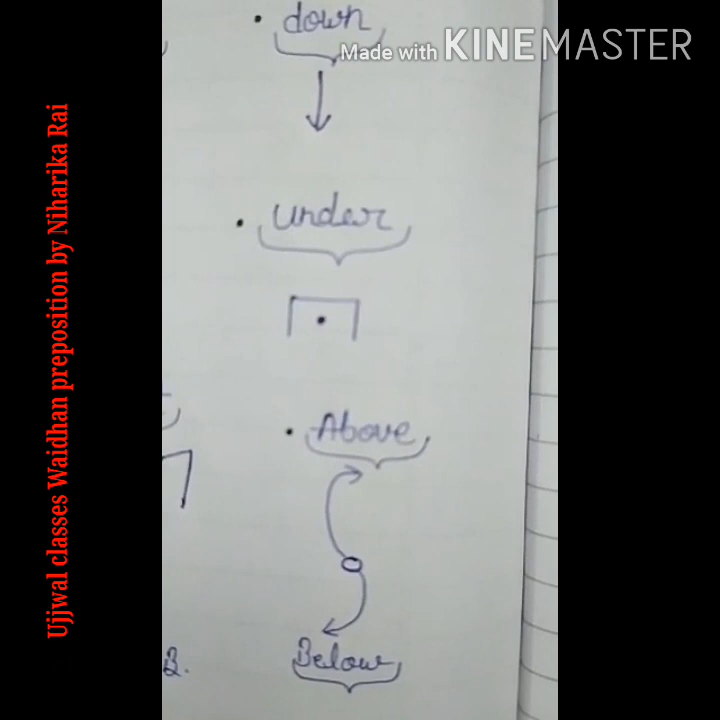 down
Made with KINEMASTER
Ujjwal classes Waidhan preposition by Niharika Rai
under
Above
Below
B.